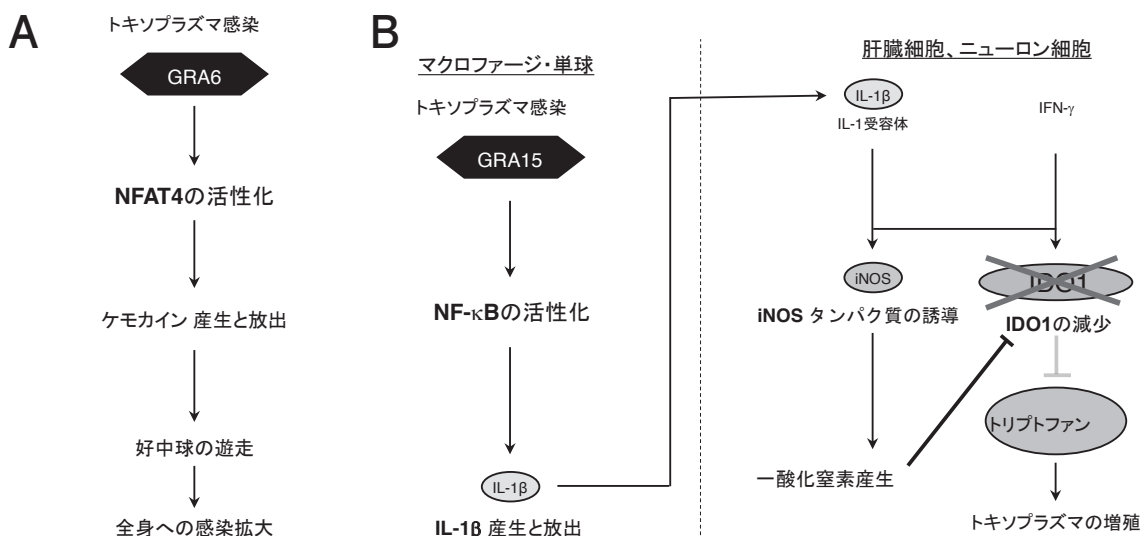 A
トキソプラズマ感染
GRA6
NFAT4の活性化
ケモカイン 産生と放出
好中球の遊走
全身への感染拡大
B
マクロファージ・単球
トキソプラズマ感染
GRA15
NF-κBの活性化
IL-1β
IL-1β 産生と放出
肝臓細胞、ニューロン細胞
IL-1β
IL-1受容体
IFN-γ
iNOS
iNOS タンパク質の誘導
一酸化窒素産生
IDO1
IDO1の減少
トリプトファン
トキソプラズマの増殖